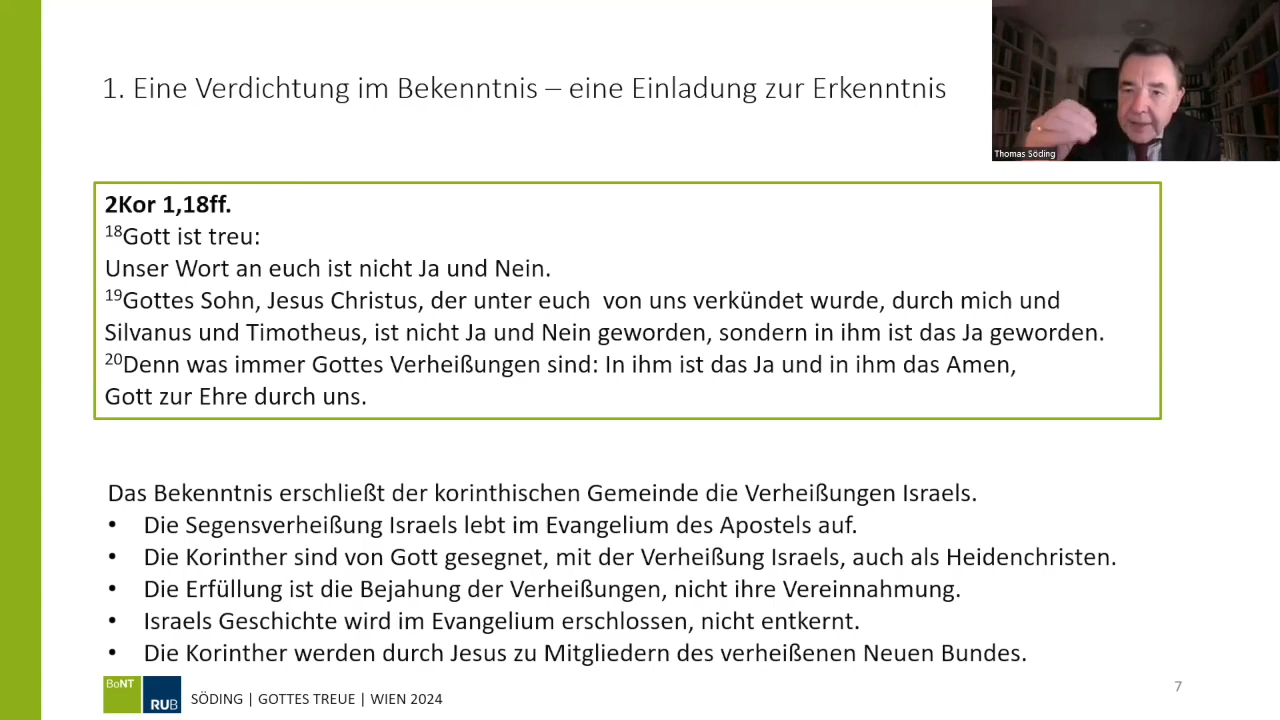 1. Eine Verdichtung im Bekenntnis – eine Einladung zur Erkenntnis
Thomas Söding
2Kor 1,18ff.
18Gott ist treu:
Unser Wort an euch ist nicht Ja und Nein.
19Gottes Sohn, Jesus Christus, der unter euch  von uns verkündet wurde, durch mich und
Silvanus und Timotheus, ist nicht Ja und Nein geworden, sondern in ihm ist das Ja geworden.
20Denn was immer Gottes Verheißungen sind: In ihm ist das Ja und in ihm das Amen,
Gott zur Ehre durch uns.
Das Bekenntnis erschließt der korinthischen Gemeinde die Verheißungen Israels.
• Die Segensverheißung Israels lebt im Evangelium des Apostels auf.
• Die Korinther sind von Gott gesegnet, mit der Verheißung Israels, auch als Heidenchristen.
• Die Erfüllung ist die Bejahung der Verheißungen, nicht ihre Vereinnahmung.
• Israels Geschichte wird im Evangelium erschlossen, nicht entkernt.
• Die Korinther werden durch Jesus zu Mitgliedern des verheißenen Neuen Bundes.
BoNT
RUB
SÖDING | GOTTES TREUE | WIEN 2024
7